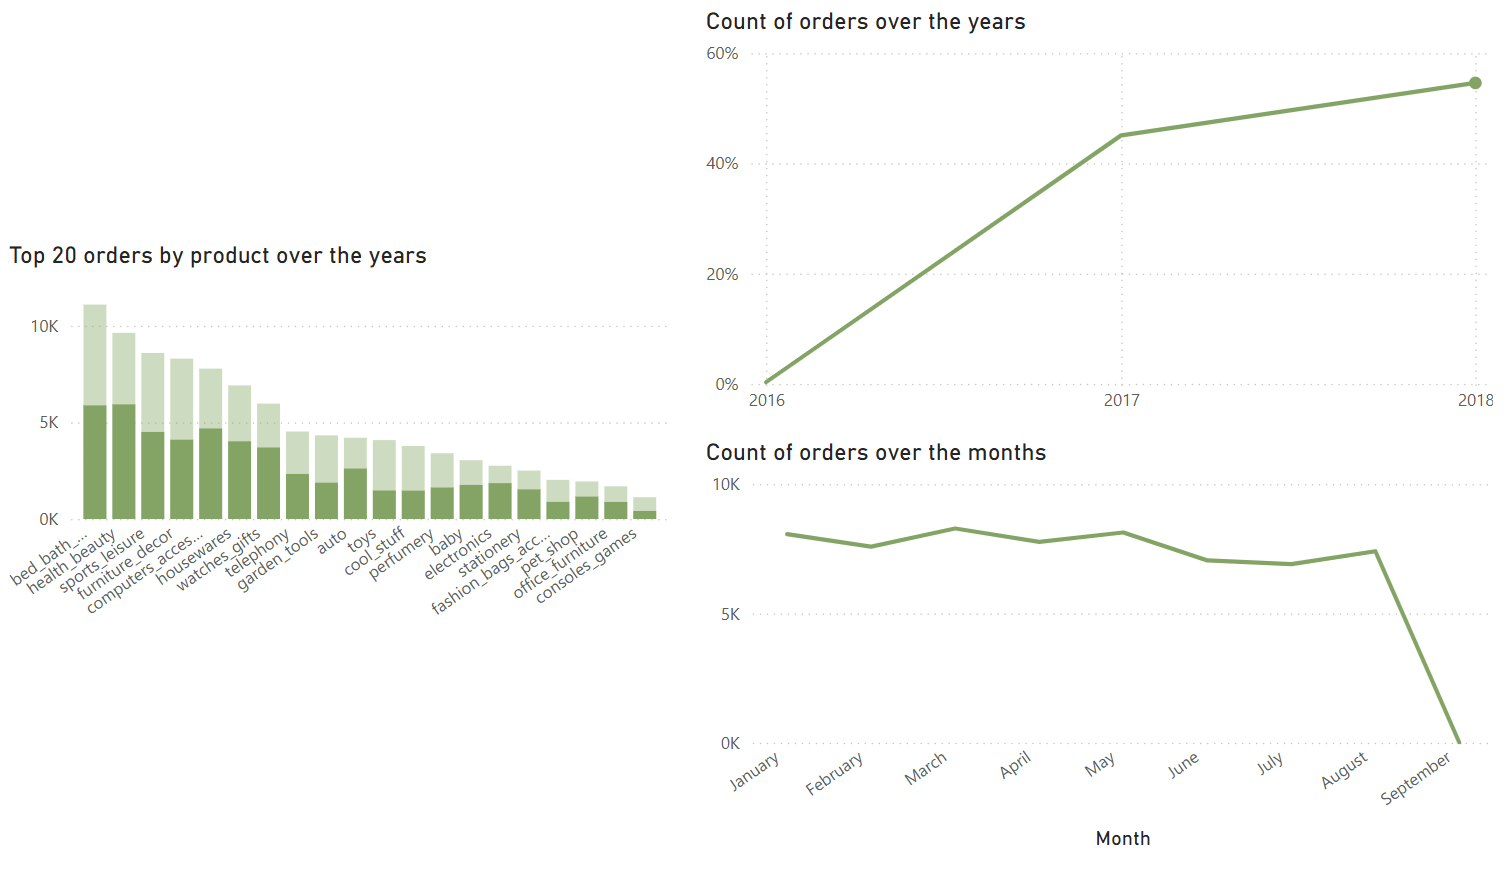 Top 20 orders by product over the years
10K
5K
0K
bed_bath_...
health_beauty
sports_leisure
furniture_decor
computers_acces...
housewares
watches_gifts
telephony
garden_tools
auto
toys
cool_stuff
perfumery
baby
electronics
stationery
fashion_bags_acc...
pet_shop
office_furniture
consoles_games
Count of orders over the years
60%
40%
20%
0%
2016 2017 2018
Count of orders over the months
10K
5K
0K
January
February
March
April
May
June
July
August
September
Month